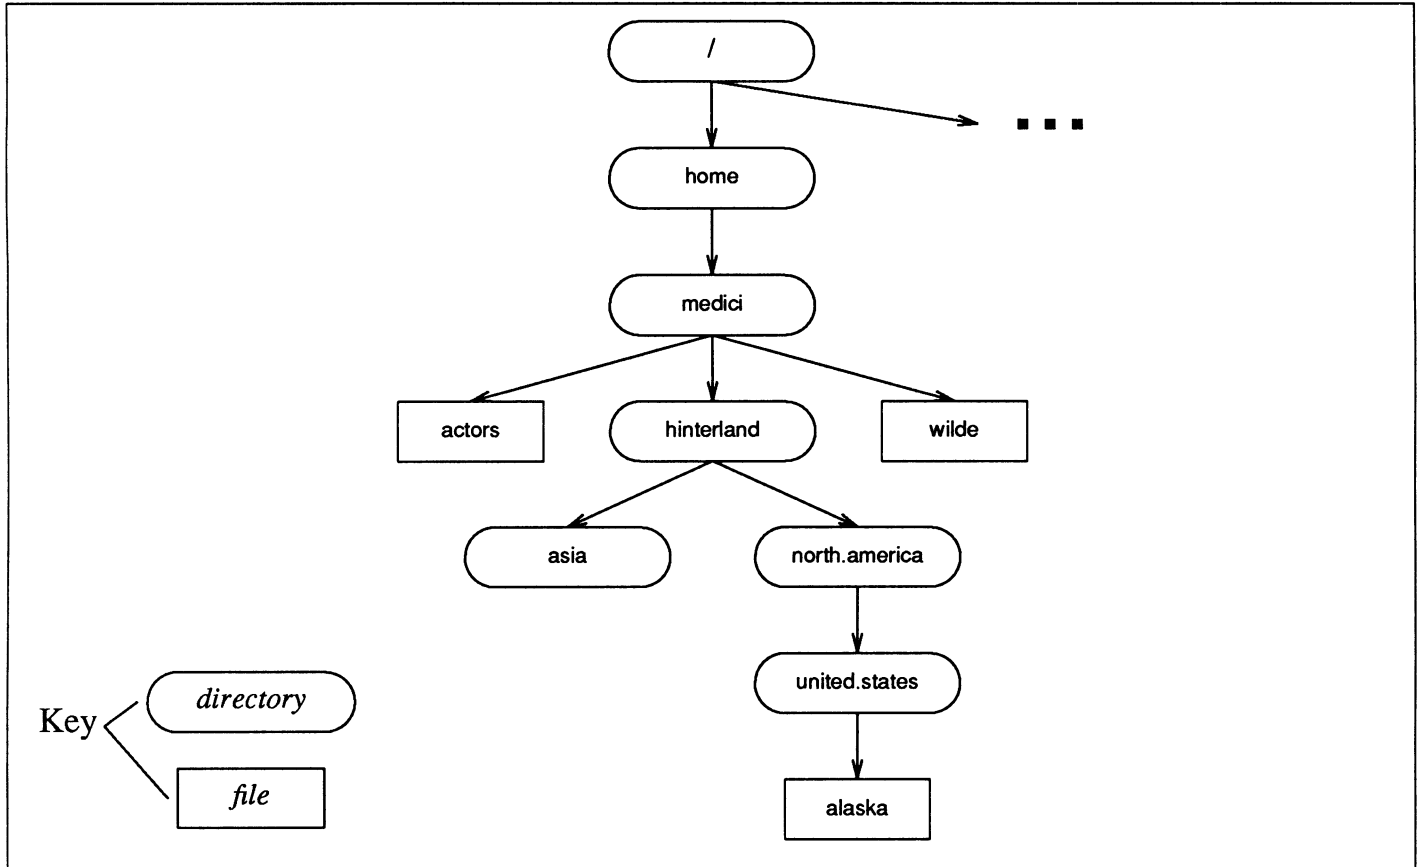 /
■ ■ ■
home
medici
actors
hinterland
wilde
asia
north.america
united.states
directory
Key
file
alaska